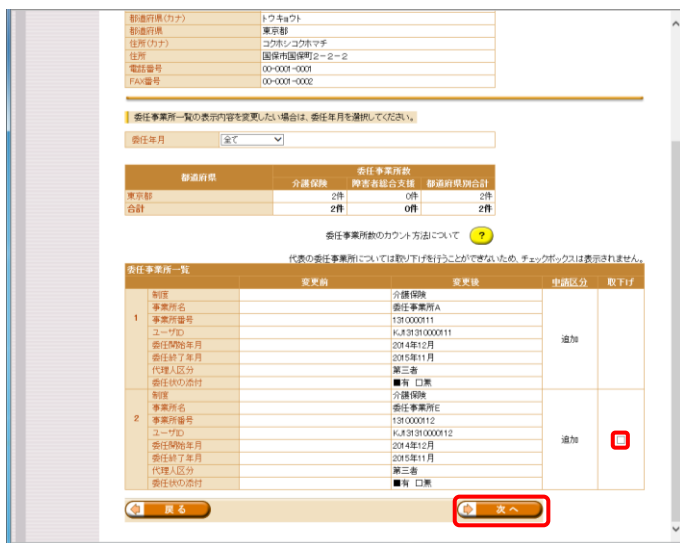 都道府県(カナ) トウキョウト
都道府県 東京都
住所(カナ) コクホシコクホマチ
住所 国保市国保町2-2-2
電話番号 00-0001-0001
FAX番号 00-0001-0002
委任事業所一覧の表示内容を変更したい場合は、委任年月を選択してください。
委任年月 全て
都道府県 委任事業所数
介護保険 障害者総合支援 都道府県別合計
東京都 2件 0件 2件
合計 2件 0件 2件
委任事業所数のカウント方法について ?
代表の委任事業所については取り下げを行うことができないため、チェックボックスは表示されません。
委任事業所一覧
変更前 変更後 申請区分 取下げ
1 追加
制度 介護保険
事業所名 委任事業所A
事業所番号 1310000111
ユーザID KJ131310000111
委任開始年月 2014年12月
委任終了年月 2015年11月
代理人区分 第三者
委任状の添付 ■有 □無
2 追加
制度 介護保険
事業所名 委任事業所E
事業所番号 1310000112
ユーザID KJ131310000112
委任開始年月 2014年12月
委任終了年月 2015年11月
代理人区分 第三者
委任状の添付 ■有 □無
戻る 次へ